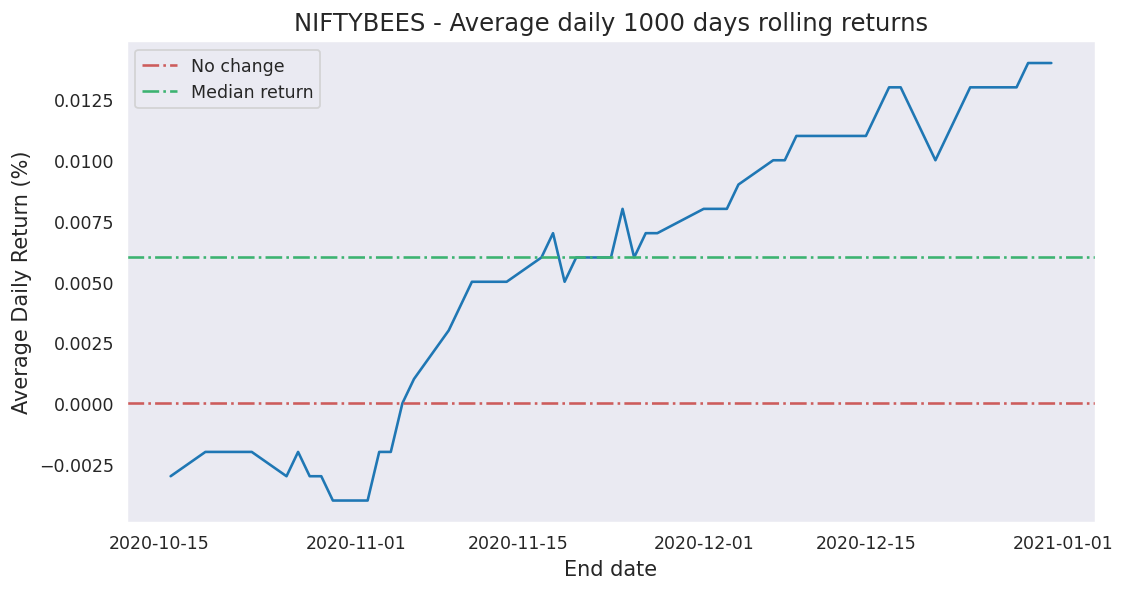 NIFTYBEES - Average daily 1000 days rolling returns
No change
Median return
Average Daily Return (%)
0.0125
0.0100
0.0075
0.0050
0.0025
0.0000
−0.0025
2020-10-15 2020-11-01 2020-11-15 2020-12-01 2020-12-15 2021-01-01
End date